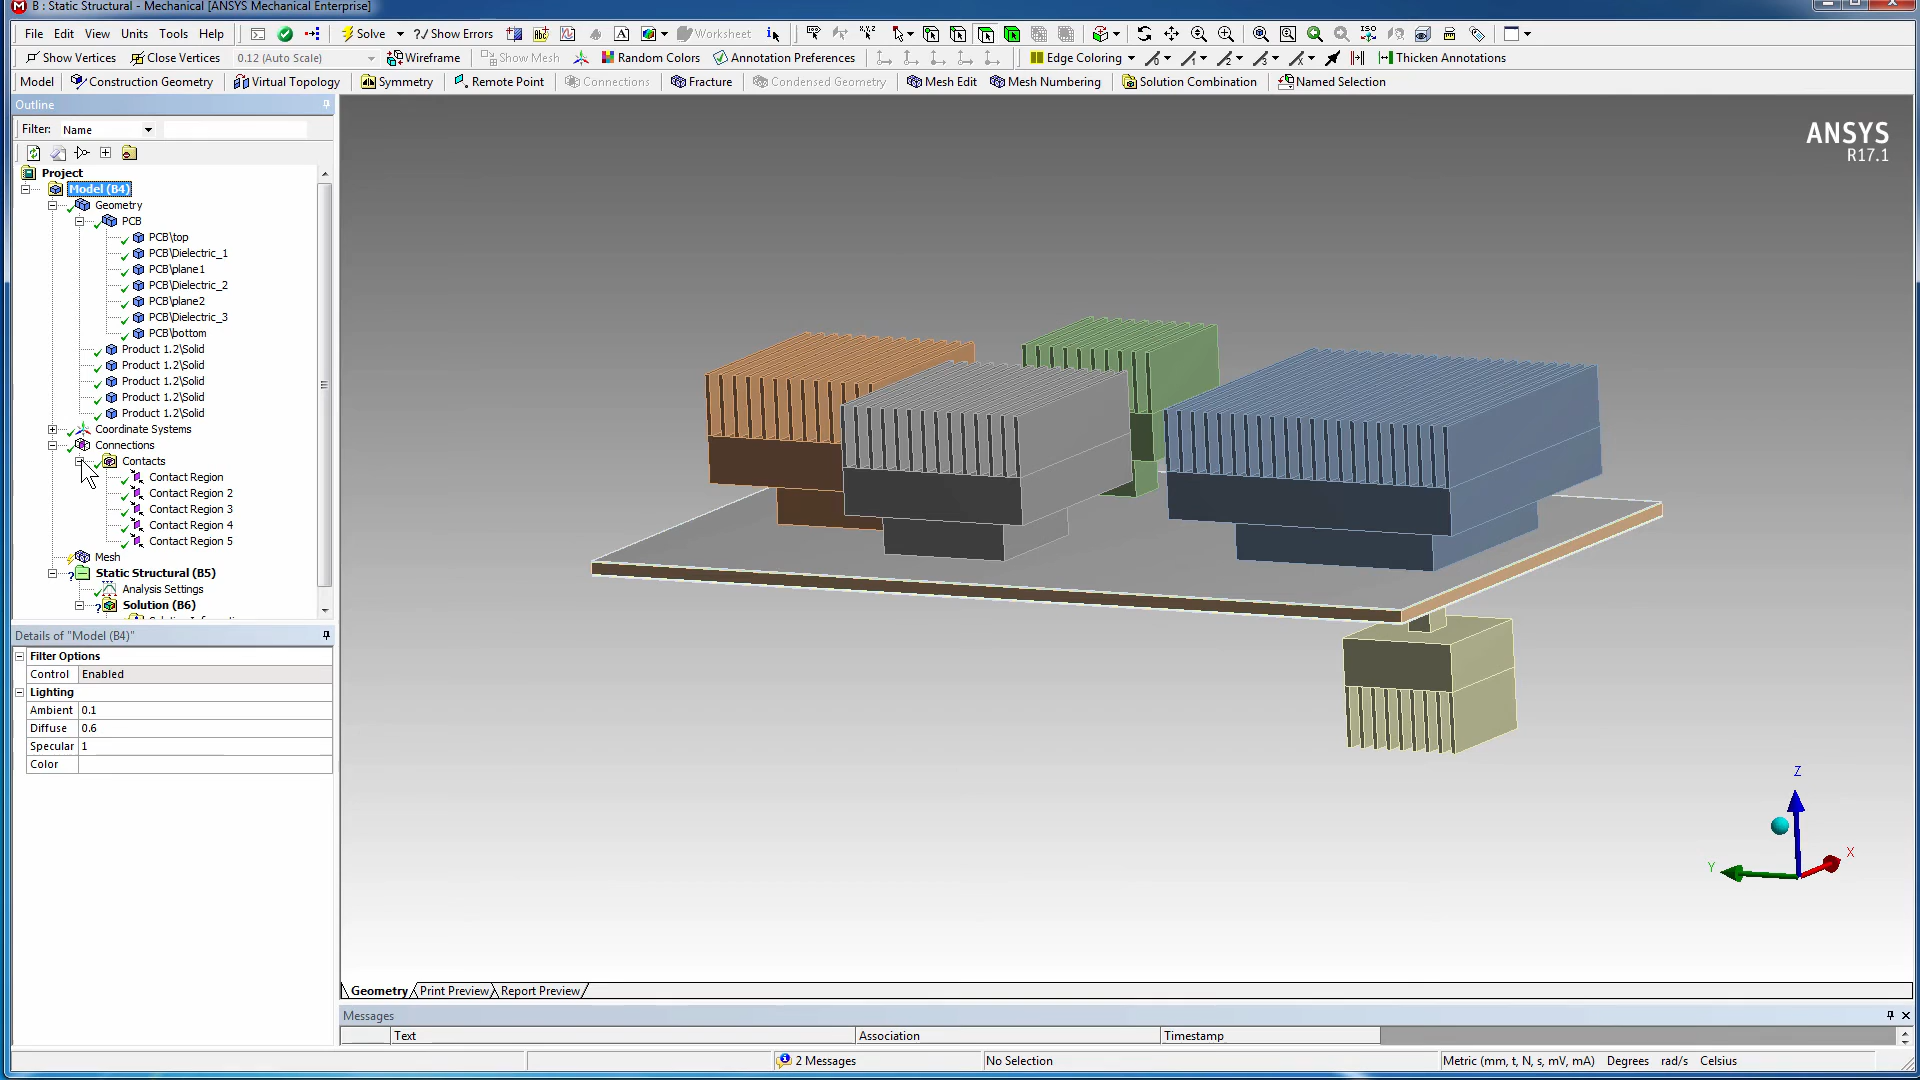 B : Static Structural - Mechanical [ANSYS Mechanical Enterprise]
File Edit View Units Tools Help Solve ?/ Show Errors Worksheet
Show Vertices Close Vertices 0.12 (Auto Scale) Wireframe Show Mesh Random Colors Annotation Preferences Edge Coloring Thicken Annotations
Model Construction Geometry Virtual Topology Symmetry Remote Point Connections Fracture Condensed Geometry Mesh Edit Mesh Numbering Solution Combination Named Selection
Outline
Filter: Name
Project
Model (B4)
Geometry
PCB
PCB\top
PCB\Dielectric_1
PCB\plane1
PCB\Dielectric_2
PCB\plane2
PCB\Dielectric_3
PCB\bottom
Product 1.2\Solid
Product 1.2\Solid
Product 1.2\Solid
Product 1.2\Solid
Product 1.2\Solid
Coordinate Systems
Connections
Contacts
Contact Region
Contact Region 2
Contact Region 3
Contact Region 4
Contact Region 5
Mesh
Static Structural (B5)
Analysis Settings
Solution (B6)
Details of "Model (B4)"
Filter Options
Control Enabled
Lighting
Ambient 0.1
Diffuse 0.6
Specular 1
Color
ANSYS
R17.1
Z
Y
X
Geometry Print Preview Report Preview
Messages
Text Association Timestamp
2 Messages No Selection Metric (mm, t, N, s, mV, mA) Degrees rad/s Celsius